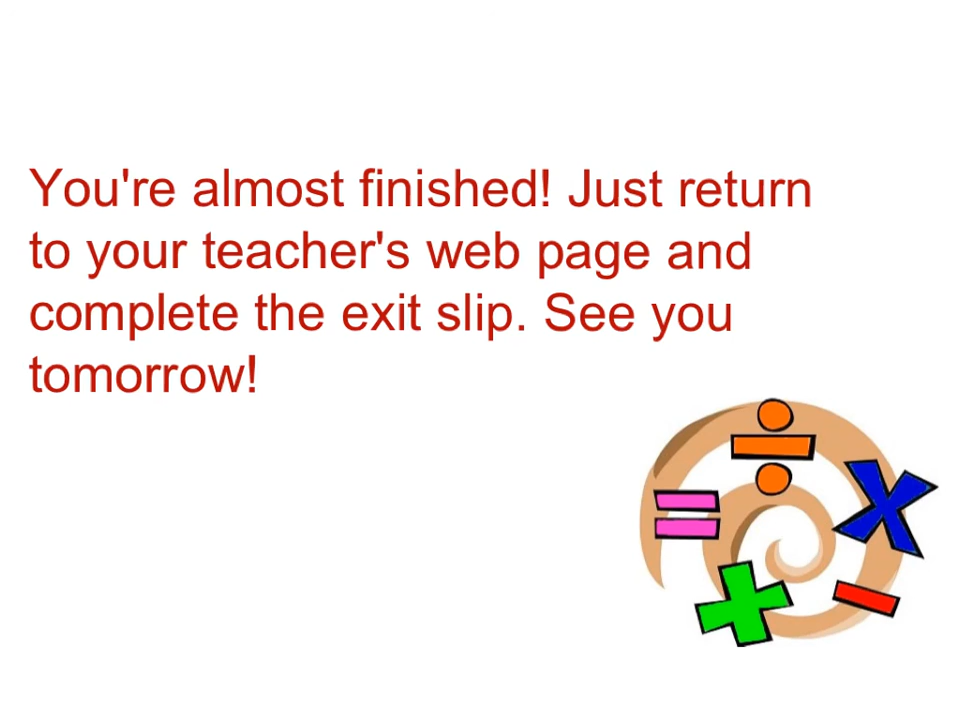 You're almost finished! Just return
to your teacher's web page and
complete the exit slip. See you
tomorrow!